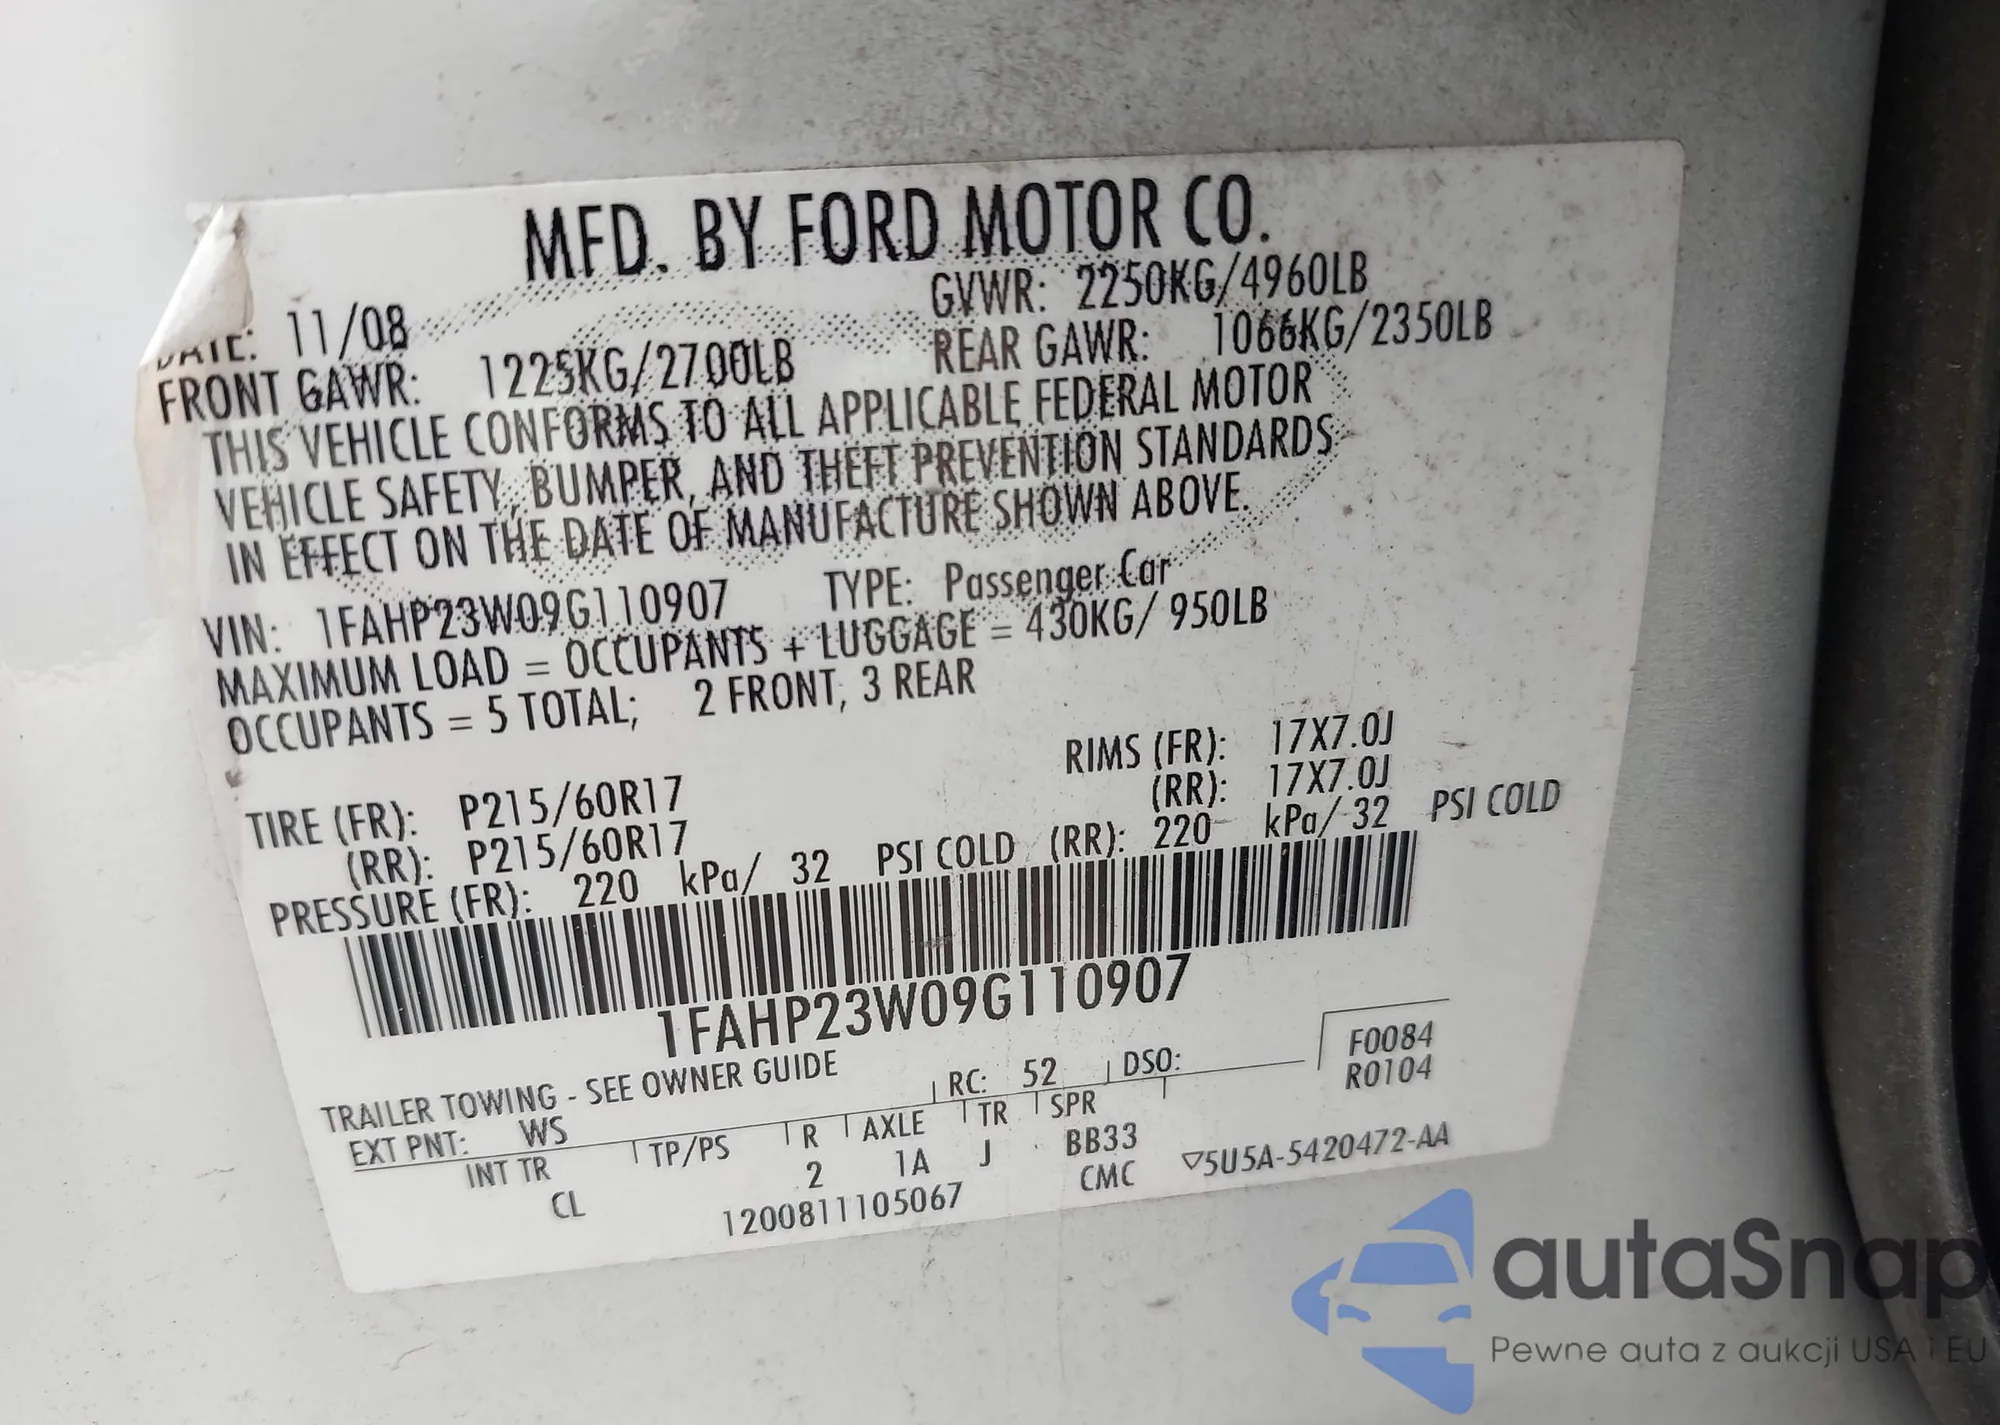 MFD. BY FORD MOTOR CO.
DATE: 11/08 GVWR: 2250KG/4960LB
FRONT GAWR: 1225KG/2700LB REAR GAWR: 1066KG/2350LB
THIS VEHICLE CONFORMS TO ALL APPLICABLE FEDERAL MOTOR
VEHICLE SAFETY, BUMPER, AND THEFT PREVENTION STANDARDS
IN EFFECT ON THE DATE OF MANUFACTURE SHOWN ABOVE.
VIN: 1FAHP23W09G110907 TYPE: Passenger Car
MAXIMUM LOAD = OCCUPANTS + LUGGAGE = 430KG/ 950LB
OCCUPANTS = 5 TOTAL; 2 FRONT, 3 REAR
RIMS (FR): 17X7.0J
TIRE (FR): P215/60R17 (RR): 17X7.0J
(RR): P215/60R17
PRESSURE (FR): 220 kPa/ 32 PSI COLD (RR): 220 kPa/ 32 PSI COLD
1FAHP23W09G110907
TRAILER TOWING - SEE OWNER GUIDE
F0084
R0104
EXT PNT: WS RC: 52 DSO:
INT TR TP/PS R AXLE TR SPR
CL 2 1A J BB33
1200811105067 CMC ▽5U5A-5420472-AA
autaSnap
Pewne auta z aukcji USA i EU